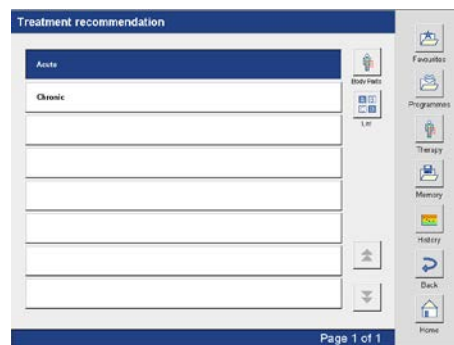 Treatment recommendation
Acute
Chronic
Body Parts
List
Page 1 of 1
Favourites
Programmes
Therapy
Memory
History
Back
Home